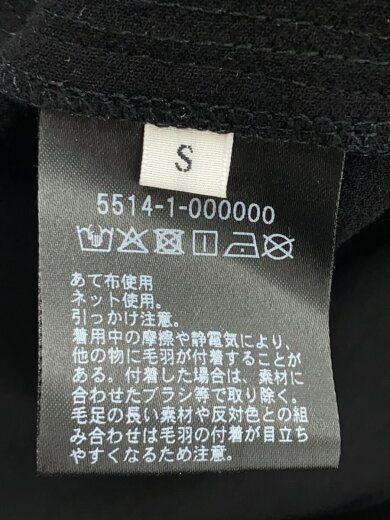 S
5514-1-000000
あて布使用
ネット使用。
引っかけ注意。
着用中の摩擦や静電気により、
他の物に毛羽が付着することが
ある。付着した場合は、素材に
合わせたブラシ等で取り除く。
毛足の長い素材や反対色との組
み合わせは毛羽の付着が目立ち
やすくなるため注意。